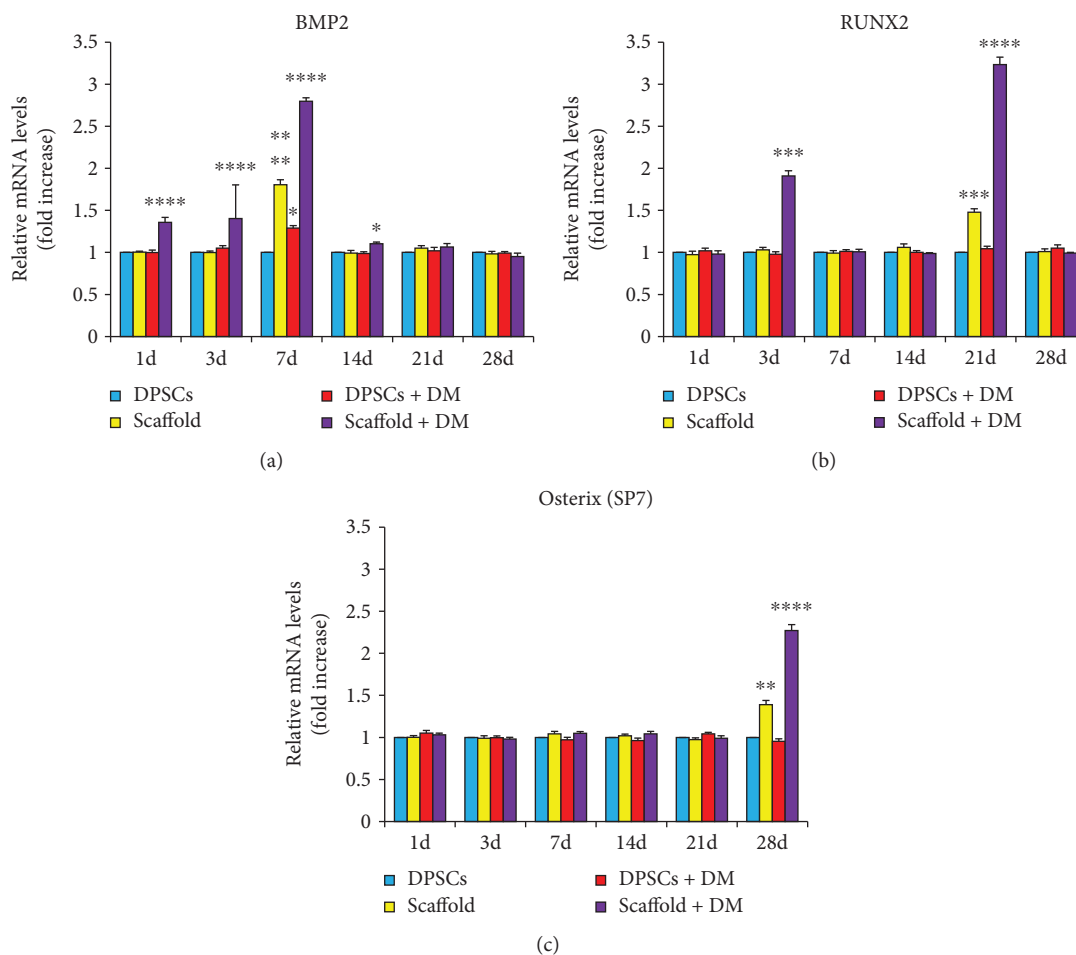 BMP2
Relative mRNA levels
(fold increase)
3.5
3
2.5
2
1.5
1
0.5
0
****
****
**
**
*
****
*
1d 3d 7d 14d 21d 28d
DPSCs
Scaffold
DPSCs + DM
Scaffold + DM
(a)
RUNX2
Relative mRNA levels
(fold increase)
3.5
3
2.5
2
1.5
1
0.5
0
***
***
****
1d 3d 7d 14d 21d 28d
DPSCs
Scaffold
DPSCs + DM
Scaffold + DM
(b)
Osterix (SP7)
Relative mRNA levels
(fold increase)
3.5
3
2.5
2
1.5
1
0.5
0
**
****
1d 3d 7d 14d 21d 28d
DPSCs
Scaffold
DPSCs + DM
Scaffold + DM
(c)